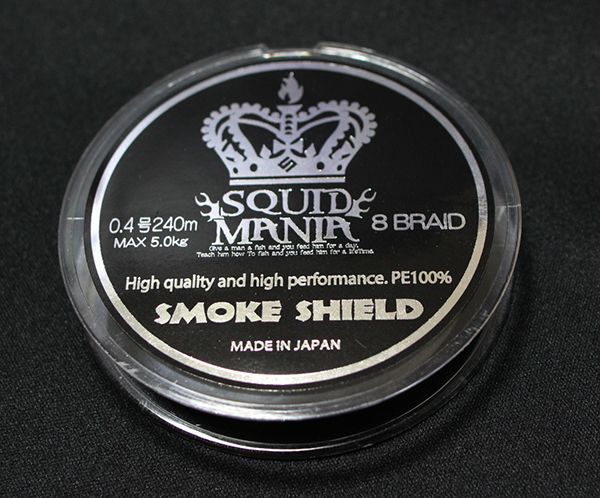 SQUID
MANIA
0.4号240m
MAX 5.0kg
8 BRAID
Give a man a fish and you feed him for a day.
Teach him how To fish and you feed him for a lifeTime.
High quality and high performance. PE100%
SMOKE SHIELD
MADE IN JAPAN